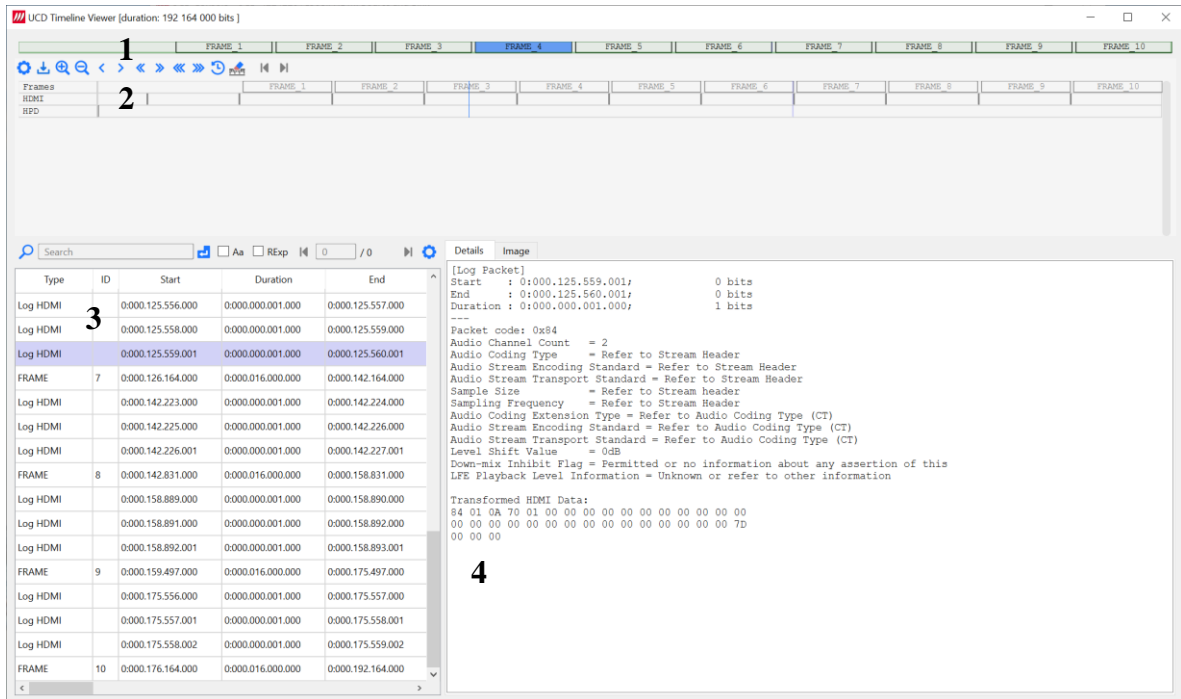 UCD Timeline Viewer [duration: 192 164 000 bits ]
1
FRAME_1 FRAME_2 FRAME_3 FRAME_4 FRAME_5 FRAME_6 FRAME_7 FRAME_8 FRAME_9 FRAME_10
2
Frames FRAME_1 FRAME_2 FRAME_3 FRAME_4 FRAME_5 FRAME_6 FRAME_7 FRAME_8 FRAME_9 FRAME_10
HDMI
HPD
Search Aa RExp 0 / 0
Type ID Start Duration End
Log HDMI 0:000.125.556.000 0:000.000.001.000 0:000.125.557.000
3
Log HDMI 0:000.125.558.000 0:000.000.001.000 0:000.125.559.000
Log HDMI 0:000.125.559.001 0:000.000.001.000 0:000.125.560.001
FRAME 7 0:000.126.164.000 0:000.016.000.000 0:000.142.164.000
Log HDMI 0:000.142.223.000 0:000.000.001.000 0:000.142.224.000
Log HDMI 0:000.142.225.000 0:000.000.001.000 0:000.142.226.000
Log HDMI 0:000.142.226.001 0:000.000.001.000 0:000.142.227.001
FRAME 8 0:000.142.831.000 0:000.016.000.000 0:000.158.831.000
Log HDMI 0:000.158.889.000 0:000.000.001.000 0:000.158.890.000
Log HDMI 0:000.158.891.000 0:000.000.001.000 0:000.158.892.000
Log HDMI 0:000.158.892.001 0:000.000.001.000 0:000.158.893.001
FRAME 9 0:000.159.497.000 0:000.016.000.000 0:000.175.497.000
Log HDMI 0:000.175.556.000 0:000.000.001.000 0:000.175.557.000
Log HDMI 0:000.175.557.001 0:000.000.001.000 0:000.175.558.001
Log HDMI 0:000.175.558.002 0:000.000.001.000 0:000.175.559.002
FRAME 10 0:000.176.164.000 0:000.016.000.000 0:000.192.164.000
Details Image
[Log Packet]
Start : 0:000.125.559.001; 0 bits
End : 0:000.125.560.001; 0 bits
Duration : 0:000.000.001.000; 1 bits
---
Packet code: 0x84
Audio Channel Count = 2
Audio Coding Type = Refer to Stream Header
Audio Stream Encoding Standard = Refer to Stream Header
Audio Stream Transport Standard = Refer to Stream Header
Sample Size = Refer to Stream header
Sampling Frequency = Refer to Stream Header
Audio Coding Extension Type = Refer to Audio Coding Type (CT)
Audio Stream Encoding Standard = Refer to Audio Coding Type (CT)
Audio Stream Transport Standard = Refer to Audio Coding Type (CT)
Level Shift Value = 0dB
Down-mix Inhibit Flag = Permitted or no information about any assertion of this
LFE Playback Level Information = Unknown or refer to other information
Transformed HDMI Data:
84 01 0A 70 01 00 00 00 00 00 00 00 00 00 00 00
00 00 00 00 00 00 00 00 00 00 00 00 00 00 00 7D
00 00 00
4